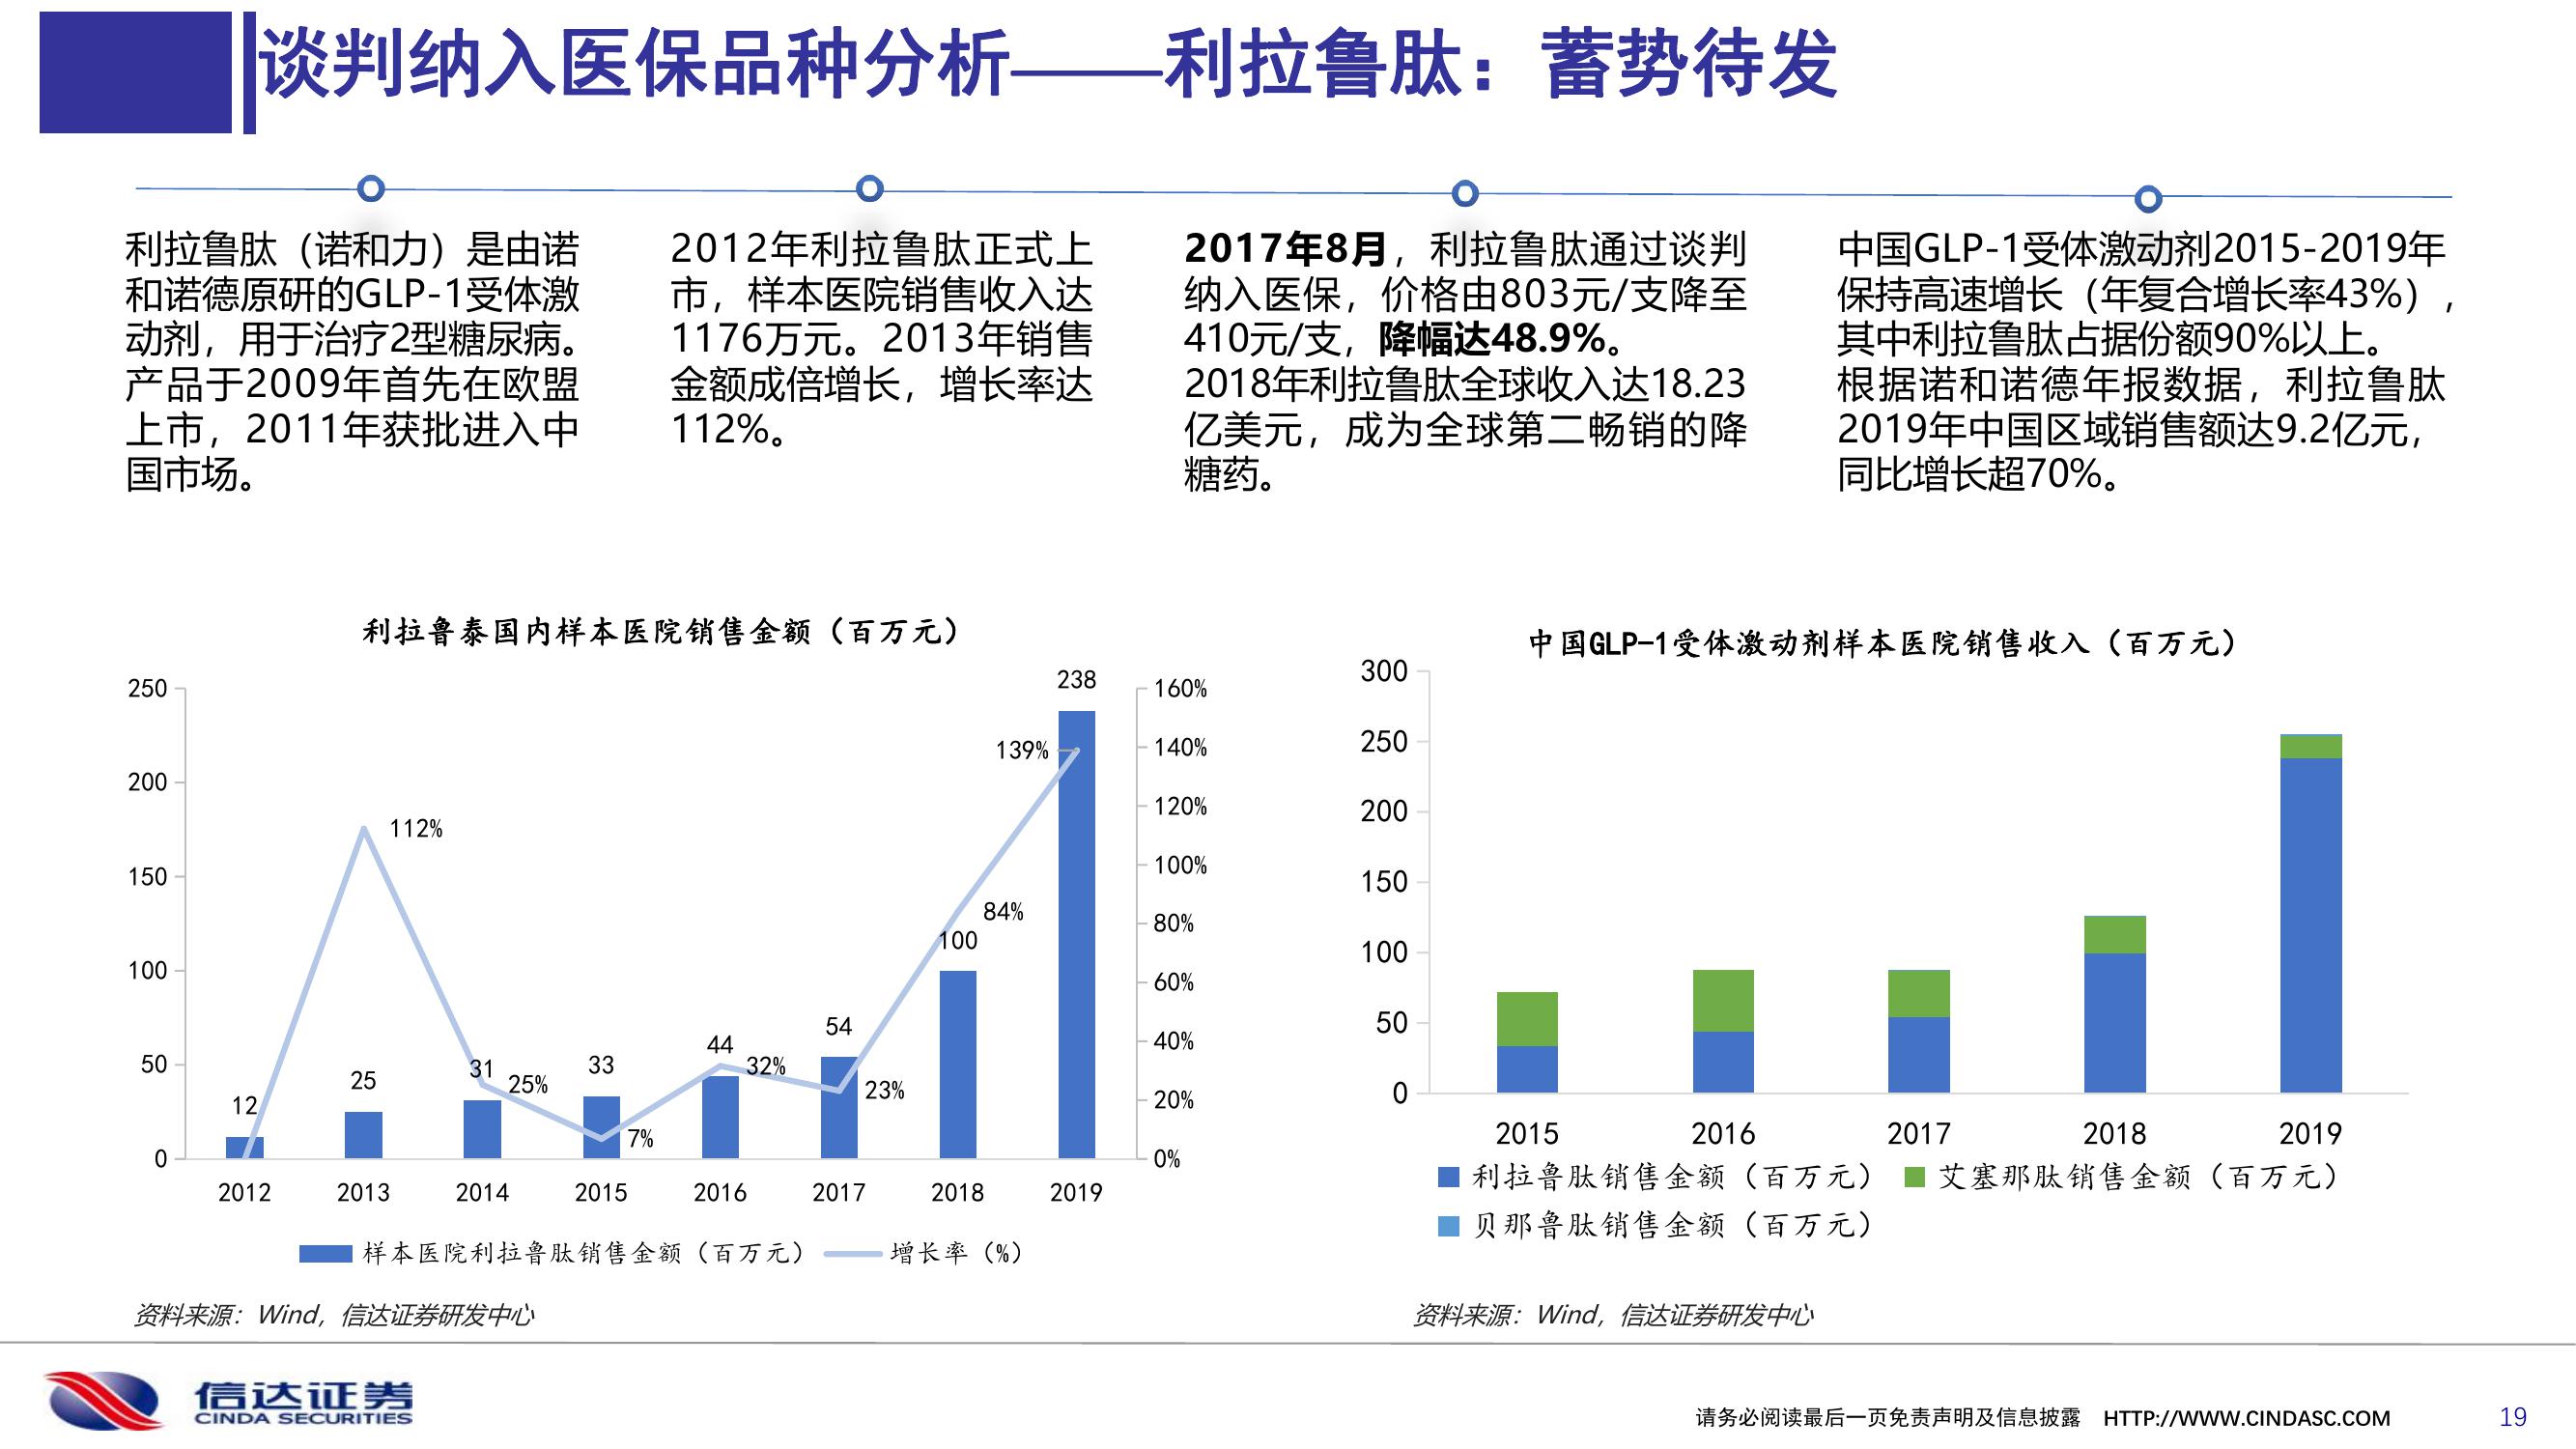 谈判纳入医保品种分析——利拉鲁肽：蓄势待发
利拉鲁肽（诺和力）是由诺
和诺德原研的GLP-1受体激
动剂，用于治疗2型糖尿病。
产品于2009年首先在欧盟
上市，2011年获批进入中
国市场。
2012年利拉鲁肽正式上
市，样本医院销售收入达
1176万元。2013年销售
金额成倍增长，增长率达
112%。
2017年8月，利拉鲁肽通过谈判
纳入医保，价格由803元/支降至
410元/支，降幅达48.9%。
2018年利拉鲁肽全球收入达18.23
亿美元，成为全球第二畅销的降
糖药。
中国GLP-1受体激动剂2015-2019年
保持高速增长（年复合增长率43%），
其中利拉鲁肽占据份额90%以上。
根据诺和诺德年报数据，利拉鲁肽
2019年中国区域销售额达9.2亿元，
同比增长超70%。
利拉鲁泰国内样本医院销售金额（百万元）
250
200
150
100
50
0
160%
140%
120%
100%
80%
60%
40%
20%
0%
12
25
31
33
44
54
100
238
112%
25%
7%
32%
23%
84%
139%
2012 2013 2014 2015 2016 2017 2018 2019
样本医院利拉鲁肽销售金额（百万元） 增长率（%）
资料来源：Wind，信达证券研发中心
中国GLP-1受体激动剂样本医院销售收入（百万元）
300
250
200
150
100
50
0
2015 2016 2017 2018 2019
利拉鲁肽销售金额（百万元） 艾塞那肽销售金额（百万元）
贝那鲁肽销售金额（百万元）
资料来源：Wind，信达证券研发中心
信达证券
CINDA SECURITIES
请务必阅读最后一页免责声明及信息披露 HTTP://WWW.CINDASC.COM 19